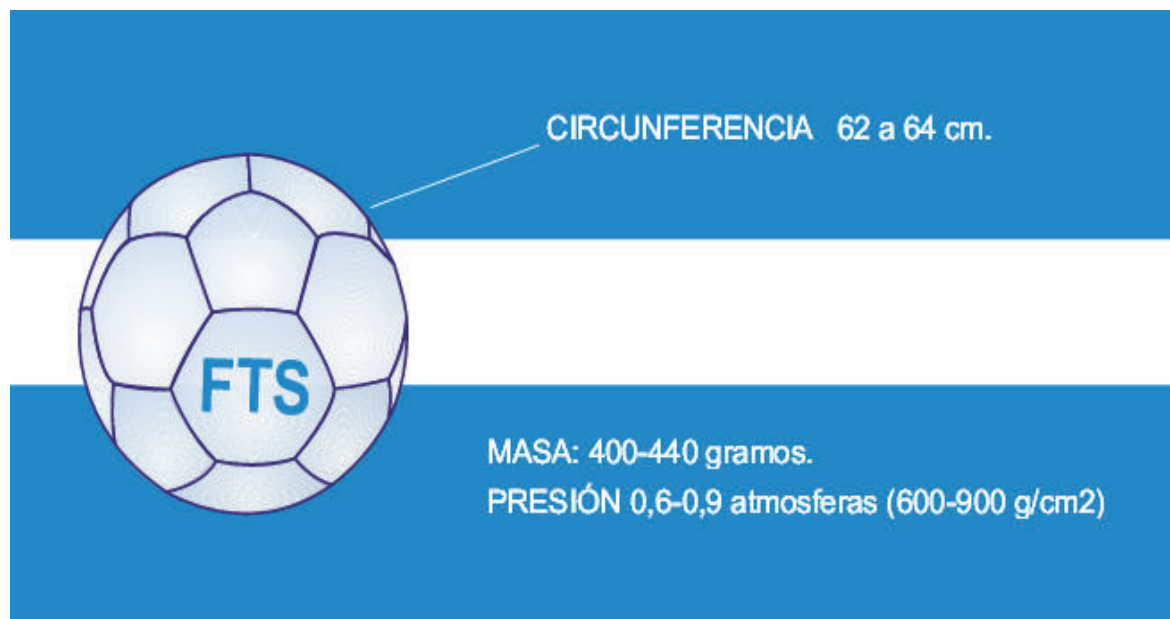 CIRCUNFERENCIA 62 a 64 cm.
FTS
MASA: 400-440 gramos.
PRESIÓN 0,6-0,9 atmosferas (600-900 g/cm2)